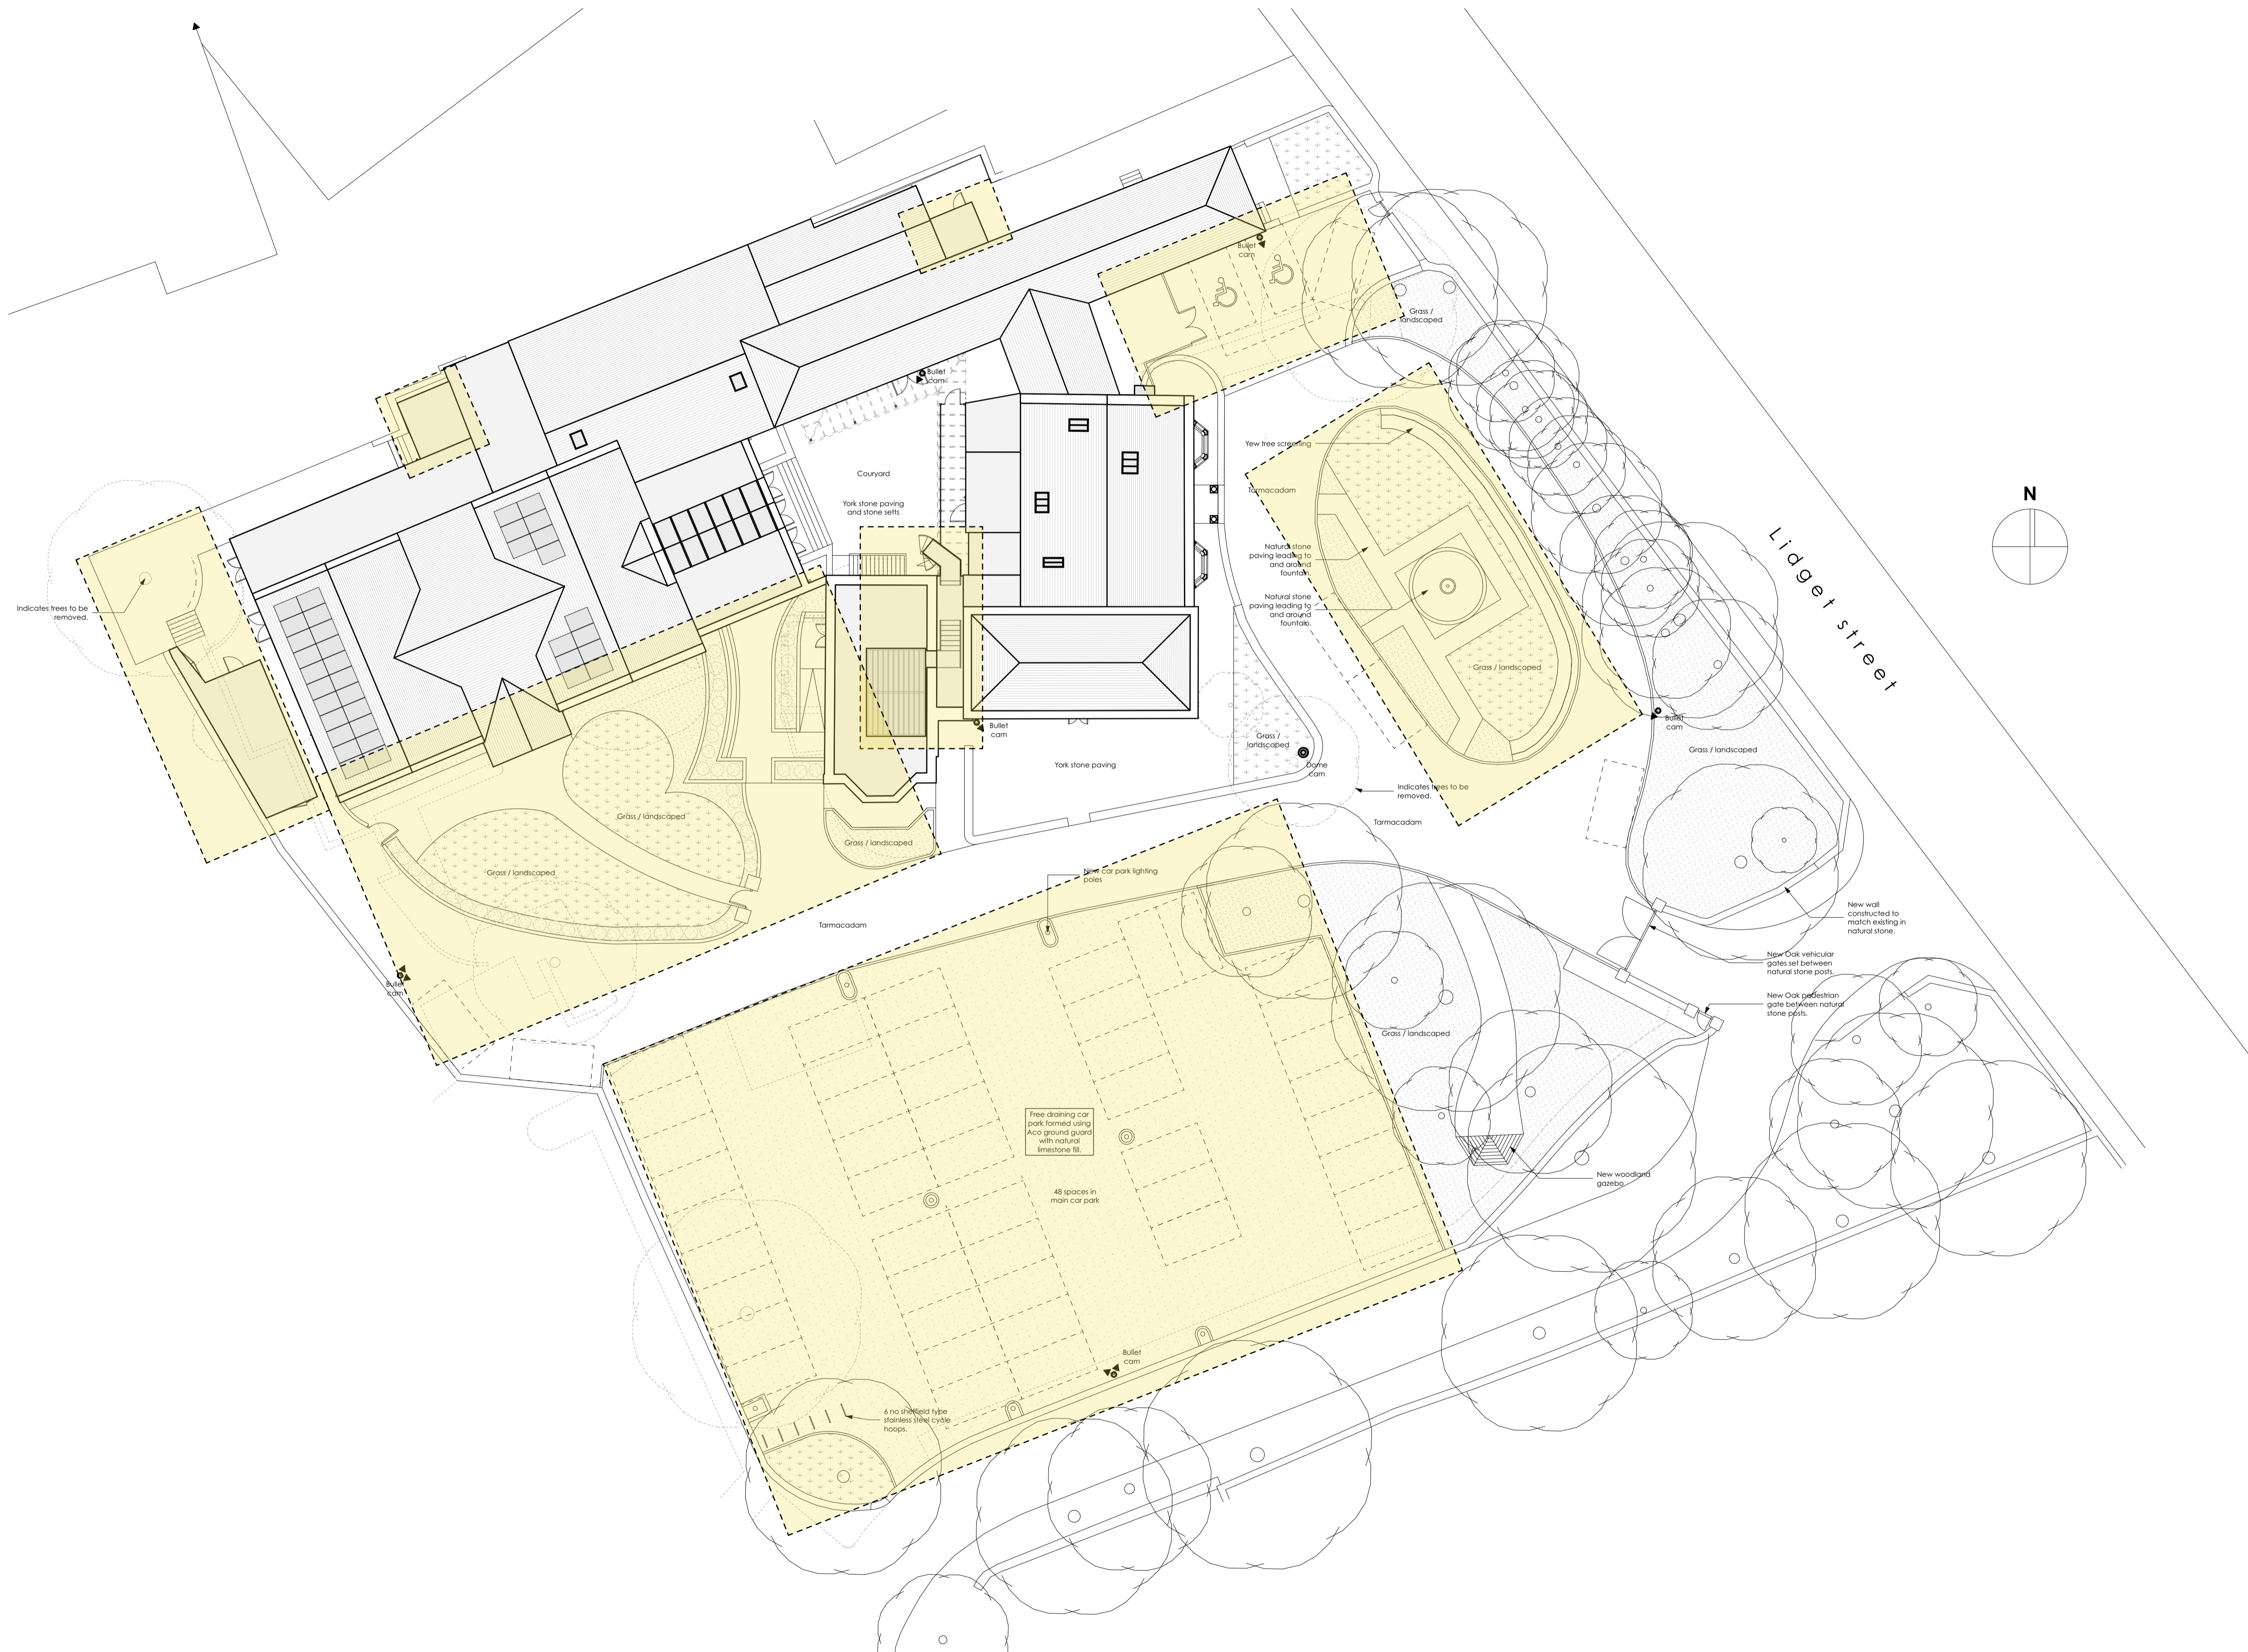 Bullet
cam
Grass /
landscaped
Bullet
cam
Yew tree screening
Couryard
York stone paving
and stone setts
Tarmacadam
N
Lidget street
Natural stone
paving leading to
and around
fountain.
Natural stone
paving leading to
and around
fountain.
Indicates trees to be
removed.
Grass / landscaped
Bullet
cam
Bullet
cam
Grass /
landscaped
Grass / landscaped
York stone paving
Dome
cam
Indicates trees to be
removed.
Grass / landscaped
Tarmacadam
Grass / landscaped
Grass / landscaped
New car park lighting
poles
New wall
constructed to
match existing in
natural stone.
Tarmacadam
New Oak vehicular
gates set between
natural stone posts.
Bullet
cam
New Oak pedestrian
gate between natural
stone posts.
Grass / landscaped
Free draining car
park formed using
Aco ground guard
with natural
limestone fill.
New woodland
gazebo
48 spaces in
main car park
Bullet
cam
6 no sheffield type
stainless steel cycle
hoops.